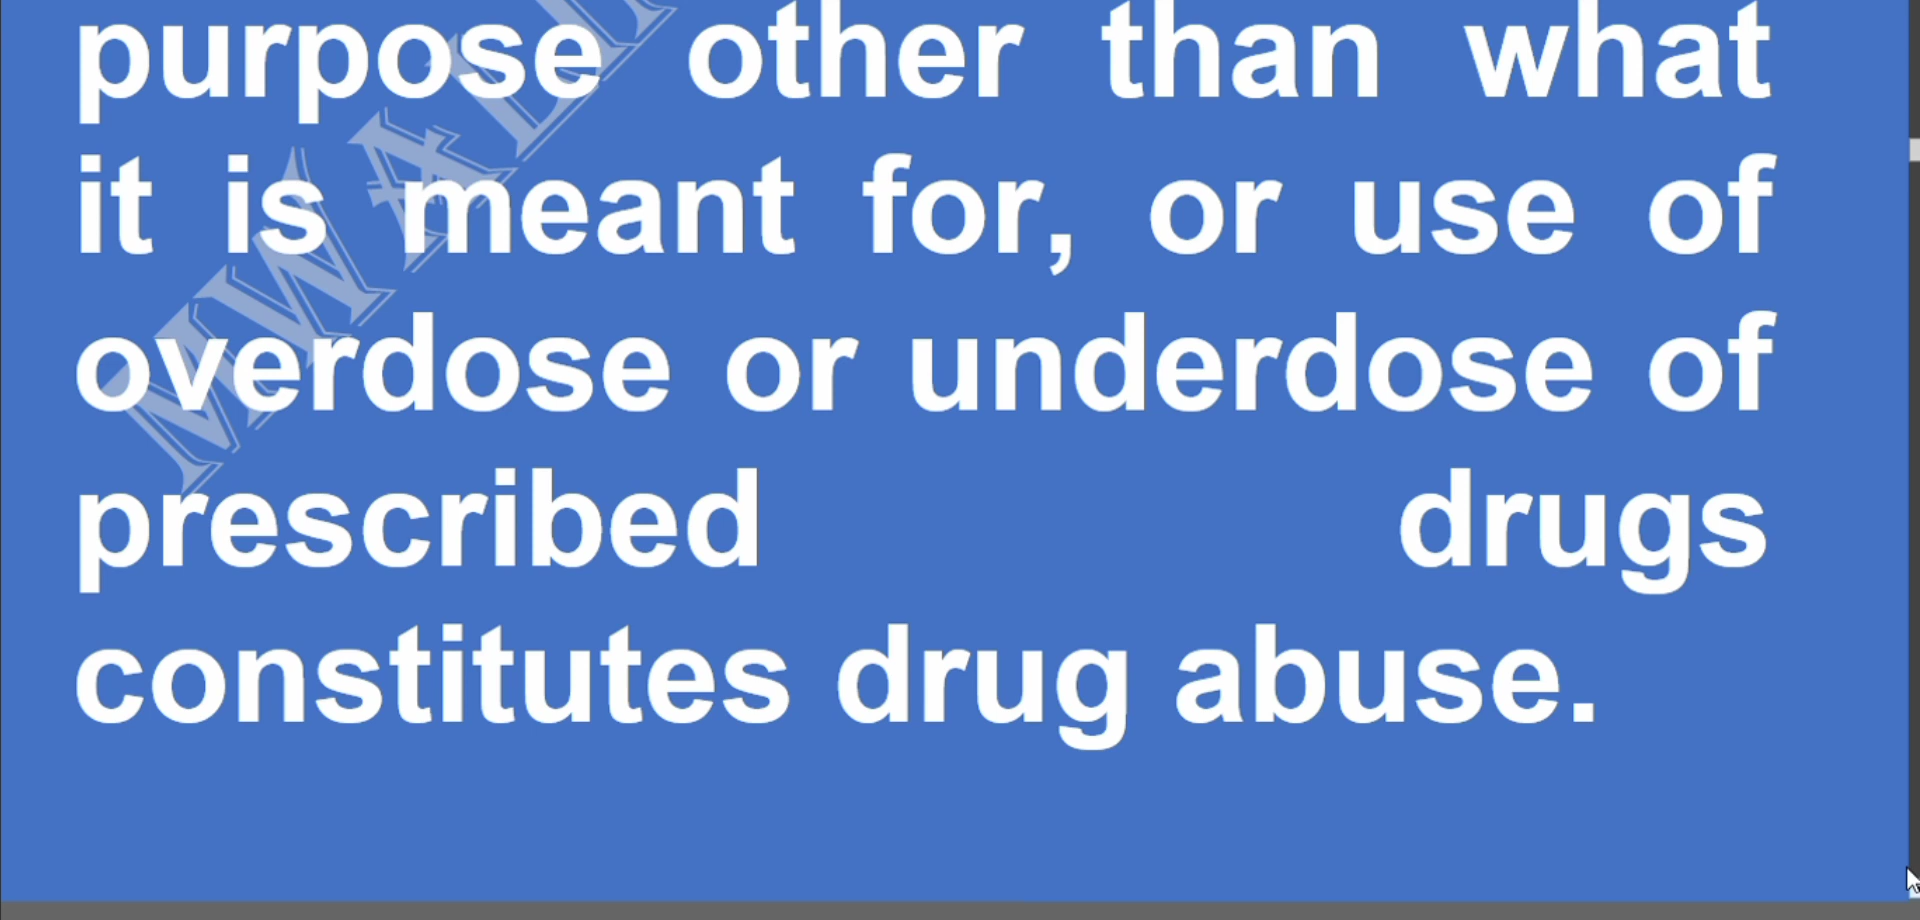 purpose other than what
it is meant for, or use of
overdose or underdose of
prescribed drugs
constitutes drug abuse.